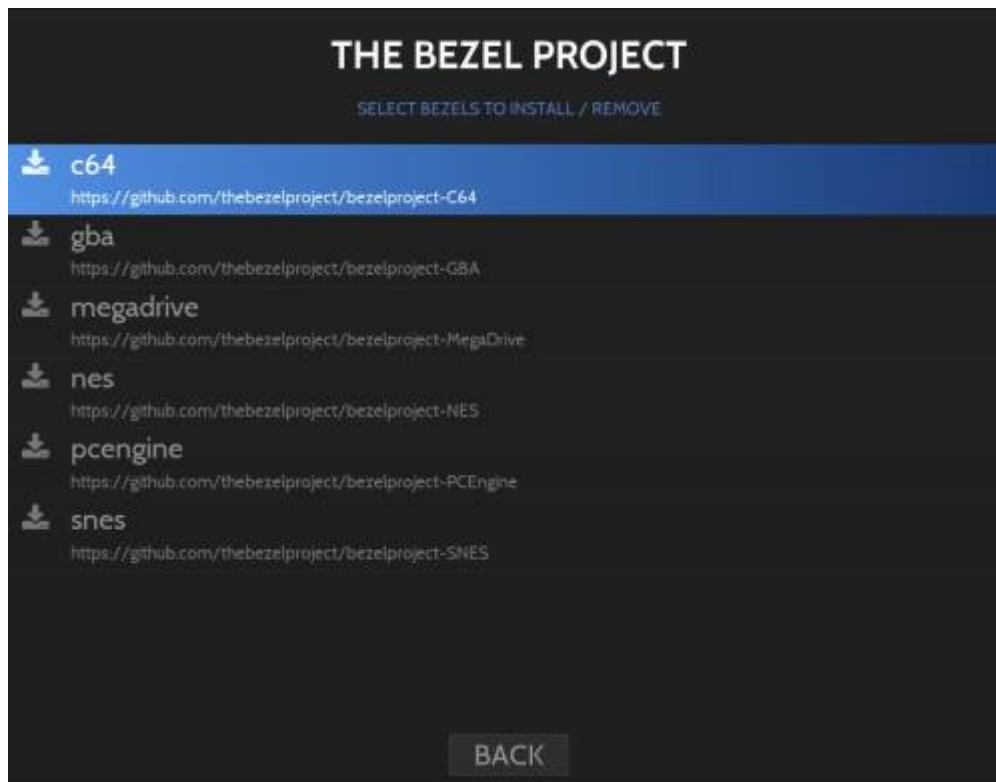 THE BEZEL PROJECT
SELECT BEZELS TO INSTALL / REMOVE
c64
https://github.com/thebezelproject/bezelproject-C64
gba
https://github.com/thebezelproject/bezelproject-GBA
megadrive
https://github.com/thebezelproject/bezelproject-MegaDrive
nes
https://github.com/thebezelproject/bezelproject-NES
pcengine
https://github.com/thebezelproject/bezelproject-PCEngine
snes
https://github.com/thebezelproject/bezelproject-SNES
BACK